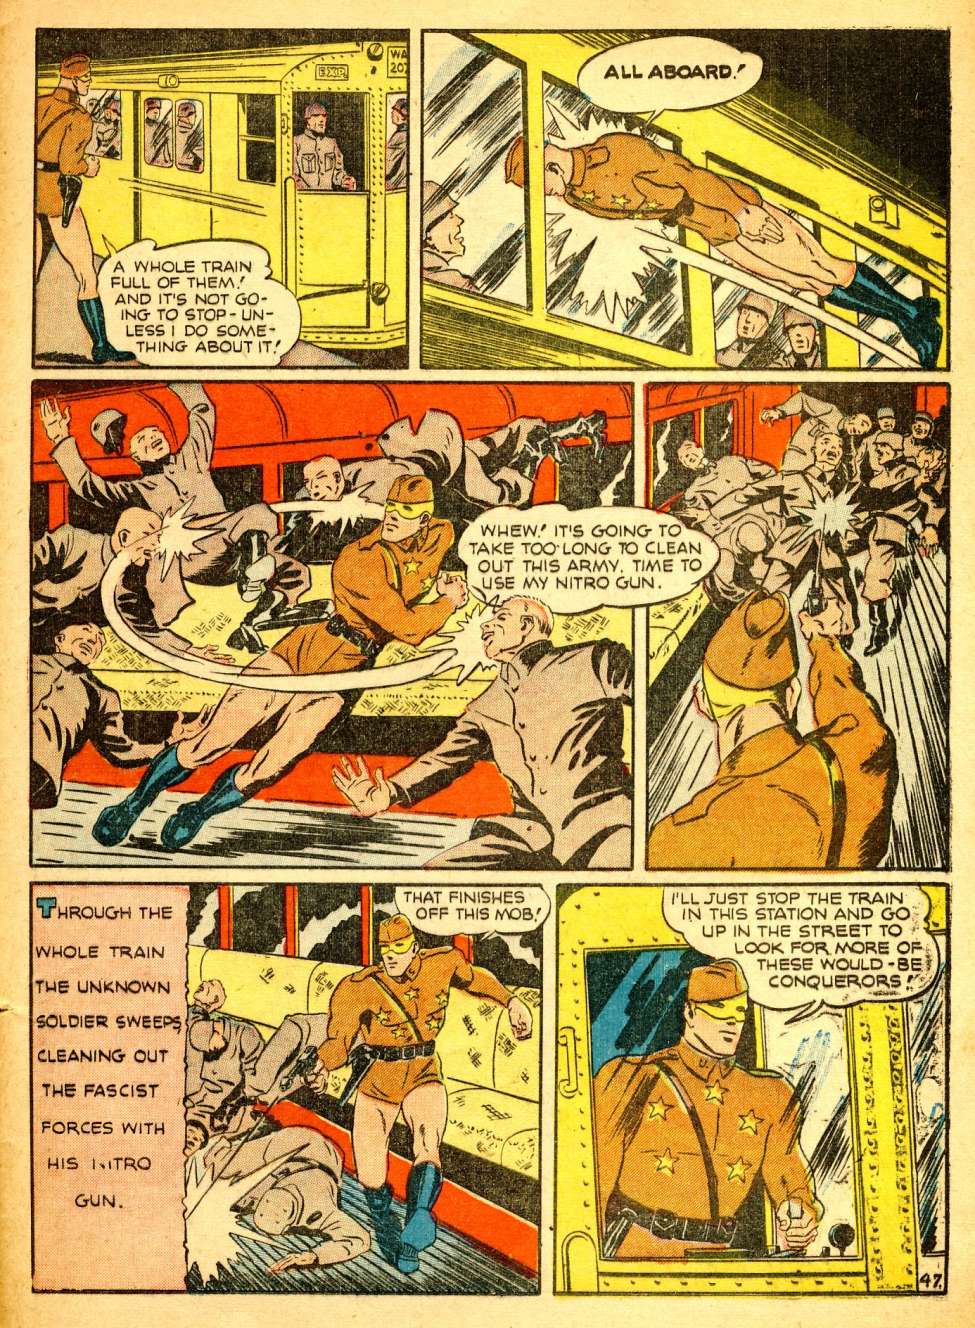 10
EXP.
WA
207
A WHOLE TRAIN
FULL OF THEM!
AND IT'S NOT GO-
ING TO STOP-UN-
LESS I DO SOME-
THING ABOUT IT!
ALL ABOARD!
WHEW! IT'S GOING TO
TAKE TOO LONG TO CLEAN
OUT THIS ARMY. TIME TO
USE MY NITRO GUN.
THROUGH THE
WHOLE TRAIN
THE UNKNOWN
SOLDIER SWEEPS
CLEANING OUT
THE FASCIST
FORCES WITH
HIS NITRO
GUN.
THAT FINISHES
OFF THIS MOB!
I'LL JUST STOP THE TRAIN
IN THIS STATION AND GO
UP IN THE STREET TO
LOOK FOR MORE OF
THESE WOULD-BE
CONQUERORS!
47.